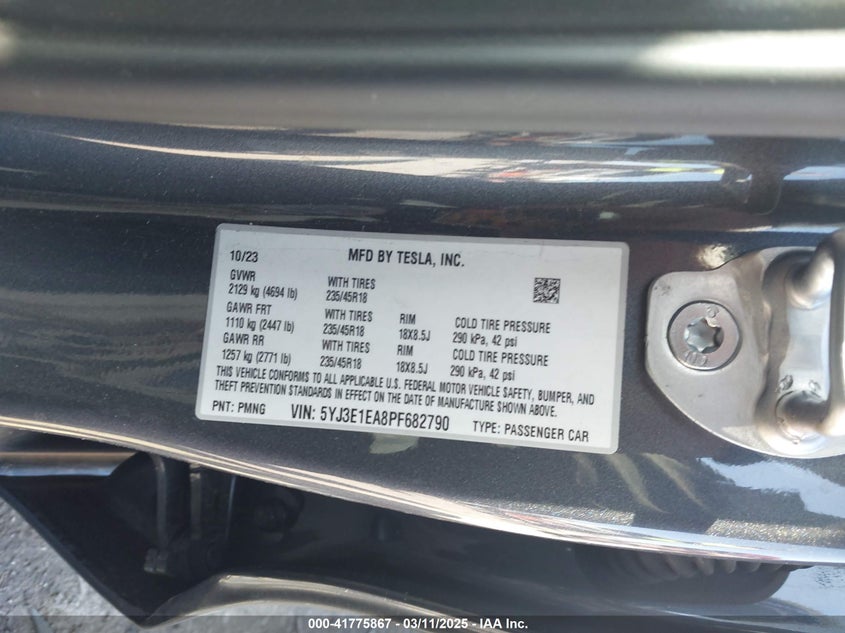 10/23 MFD BY TESLA, INC.
GVWR
2129 kg (4694 lb) WITH TIRES 235/45R18
GAWR FRT
1110 kg (2447 lb) WITH TIRES 235/45R18 RIM 18X8.5J COLD TIRE PRESSURE 290 kPa, 42 psi
GAWR RR
1257 kg (2771 lb) WITH TIRES 235/45R18 RIM 18X8.5J COLD TIRE PRESSURE 290 kPa, 42 psi
THIS VEHICLE CONFORMS TO ALL APPLICABLE U.S. FEDERAL MOTOR VEHICLE SAFETY, BUMPER, AND
THEFT PREVENTION STANDARDS IN EFFECT ON THE DATE OF MANUFACTURE SHOWN ABOVE.
PNT: PMNG VIN: 5YJ3E1EA8PF682790 TYPE: PASSENGER CAR
000-41775867 - 03/11/2025 - IAA Inc.